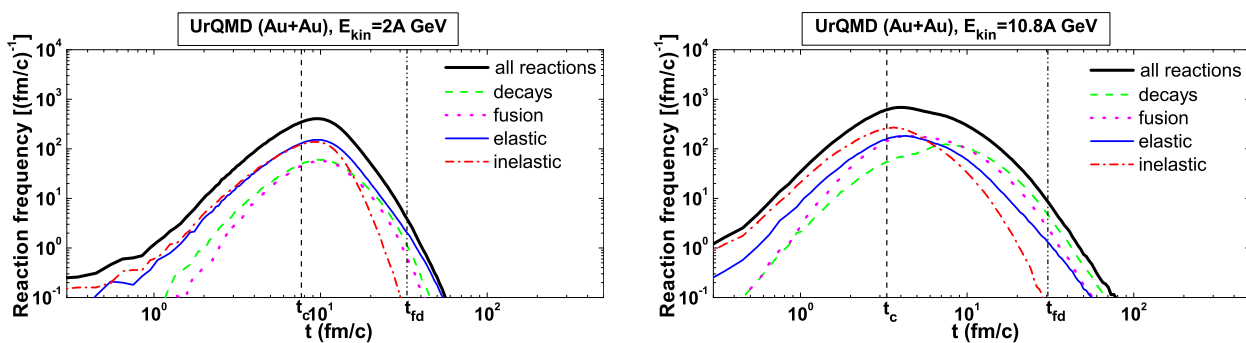 UrQMD (Au+Au), E_kin=2A GeV
Reaction frequency [(fm/c)^-1]
10^4
10^3
10^2
10^1
10^0
10^-1
all reactions
decays
fusion
elastic
inelastic
10^0 t_c 10^1 t_fd 10^2
t (fm/c)
UrQMD (Au+Au), E_kin=10.8A GeV
Reaction frequency [(fm/c)^-1]
10^4
10^3
10^2
10^1
10^0
10^-1
all reactions
decays
fusion
elastic
inelastic
10^0 t_c 10^1 t_fd 10^2
t (fm/c)